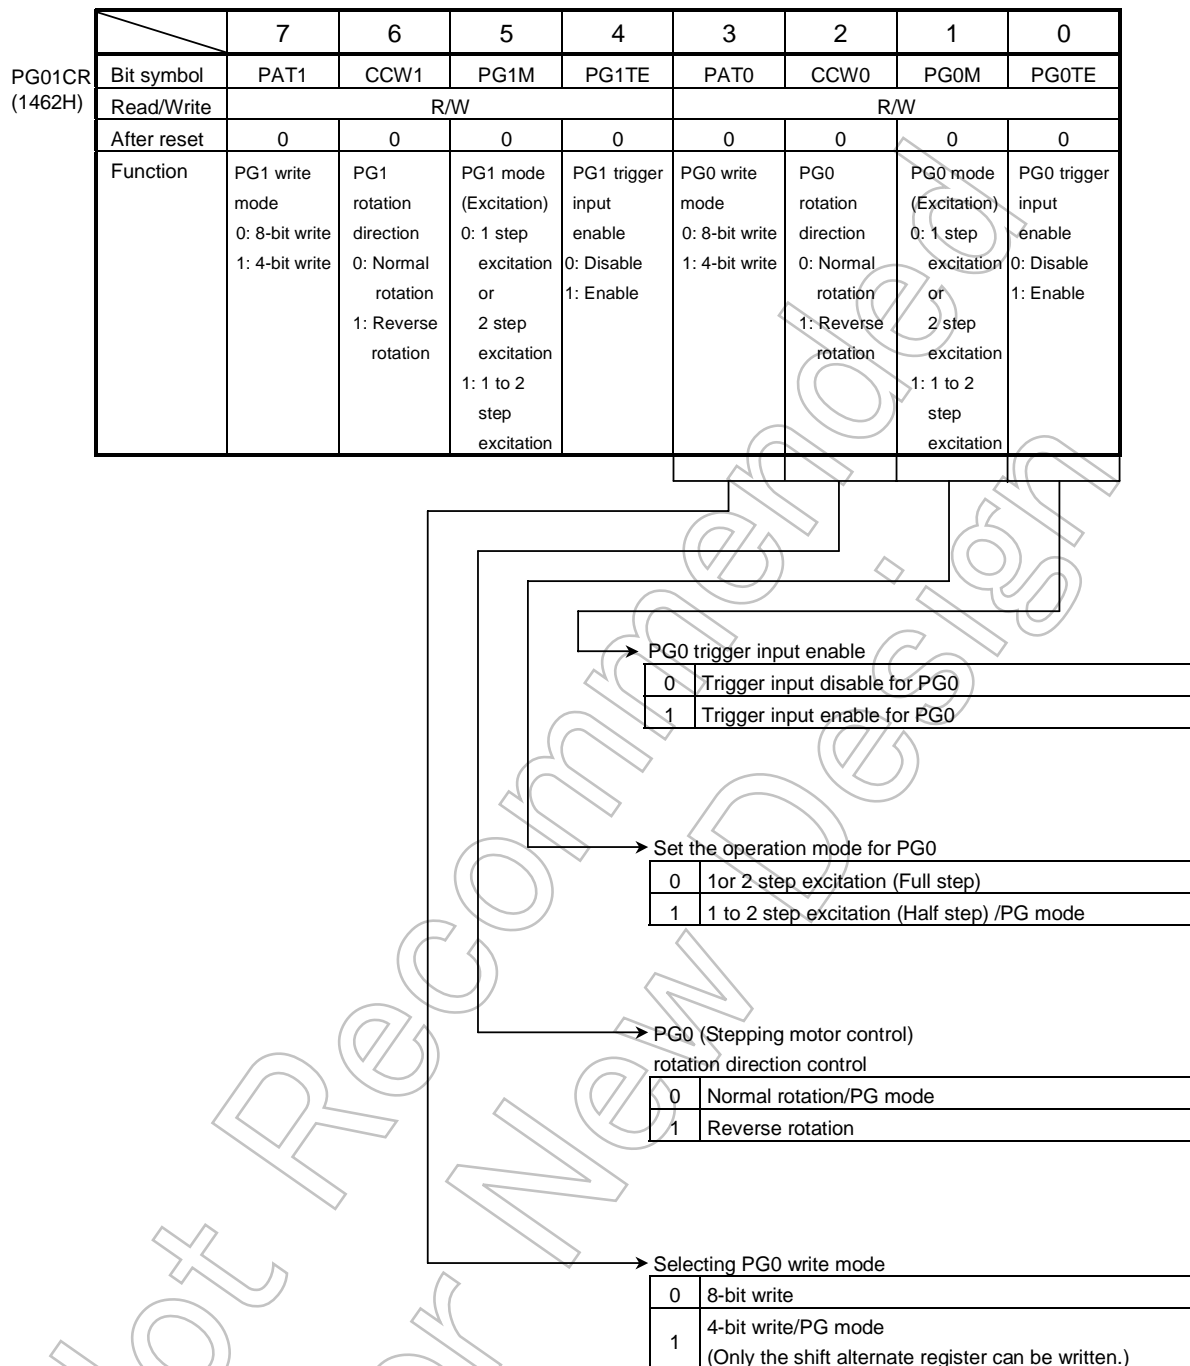 7 6 5 4 3 2 1 0
PG01CR Bit symbol PAT1 CCW1 PG1M PG1TE PAT0 CCW0 PG0M PG0TE
(1462H) Read/Write R/W R/W
After reset 0 0 0 0 0 0 0 0
Function PG1 write PG1 PG1 mode PG1 trigger PG0 write PG0 PG0 mode PG0 trigger
mode rotation (Excitation) input mode rotation (Excitation) input
0: 8-bit write direction 0: 1 step enable 0: 8-bit write direction 0: 1 step enable
1: 4-bit write 0: Normal excitation 0: Disable 1: 4-bit write 0: Normal excitation 0: Disable
rotation or 1: Enable rotation or 1: Enable
1: Reverse 2 step 1: Reverse 2 step
rotation excitation rotation excitation
1: 1 to 2 1: 1 to 2
step step
excitation excitation
PG0 trigger input enable
0 Trigger input disable for PG0
1 Trigger input enable for PG0
Set the operation mode for PG0
0 1or 2 step excitation (Full step)
1 1 to 2 step excitation (Half step) /PG mode
PG0 (Stepping motor control)
rotation direction control
0 Normal rotation/PG mode
1 Reverse rotation
Selecting PG0 write mode
0 8-bit write
1 4-bit write/PG mode
(Only the shift alternate register can be written.)
Not Recommended
for New Design